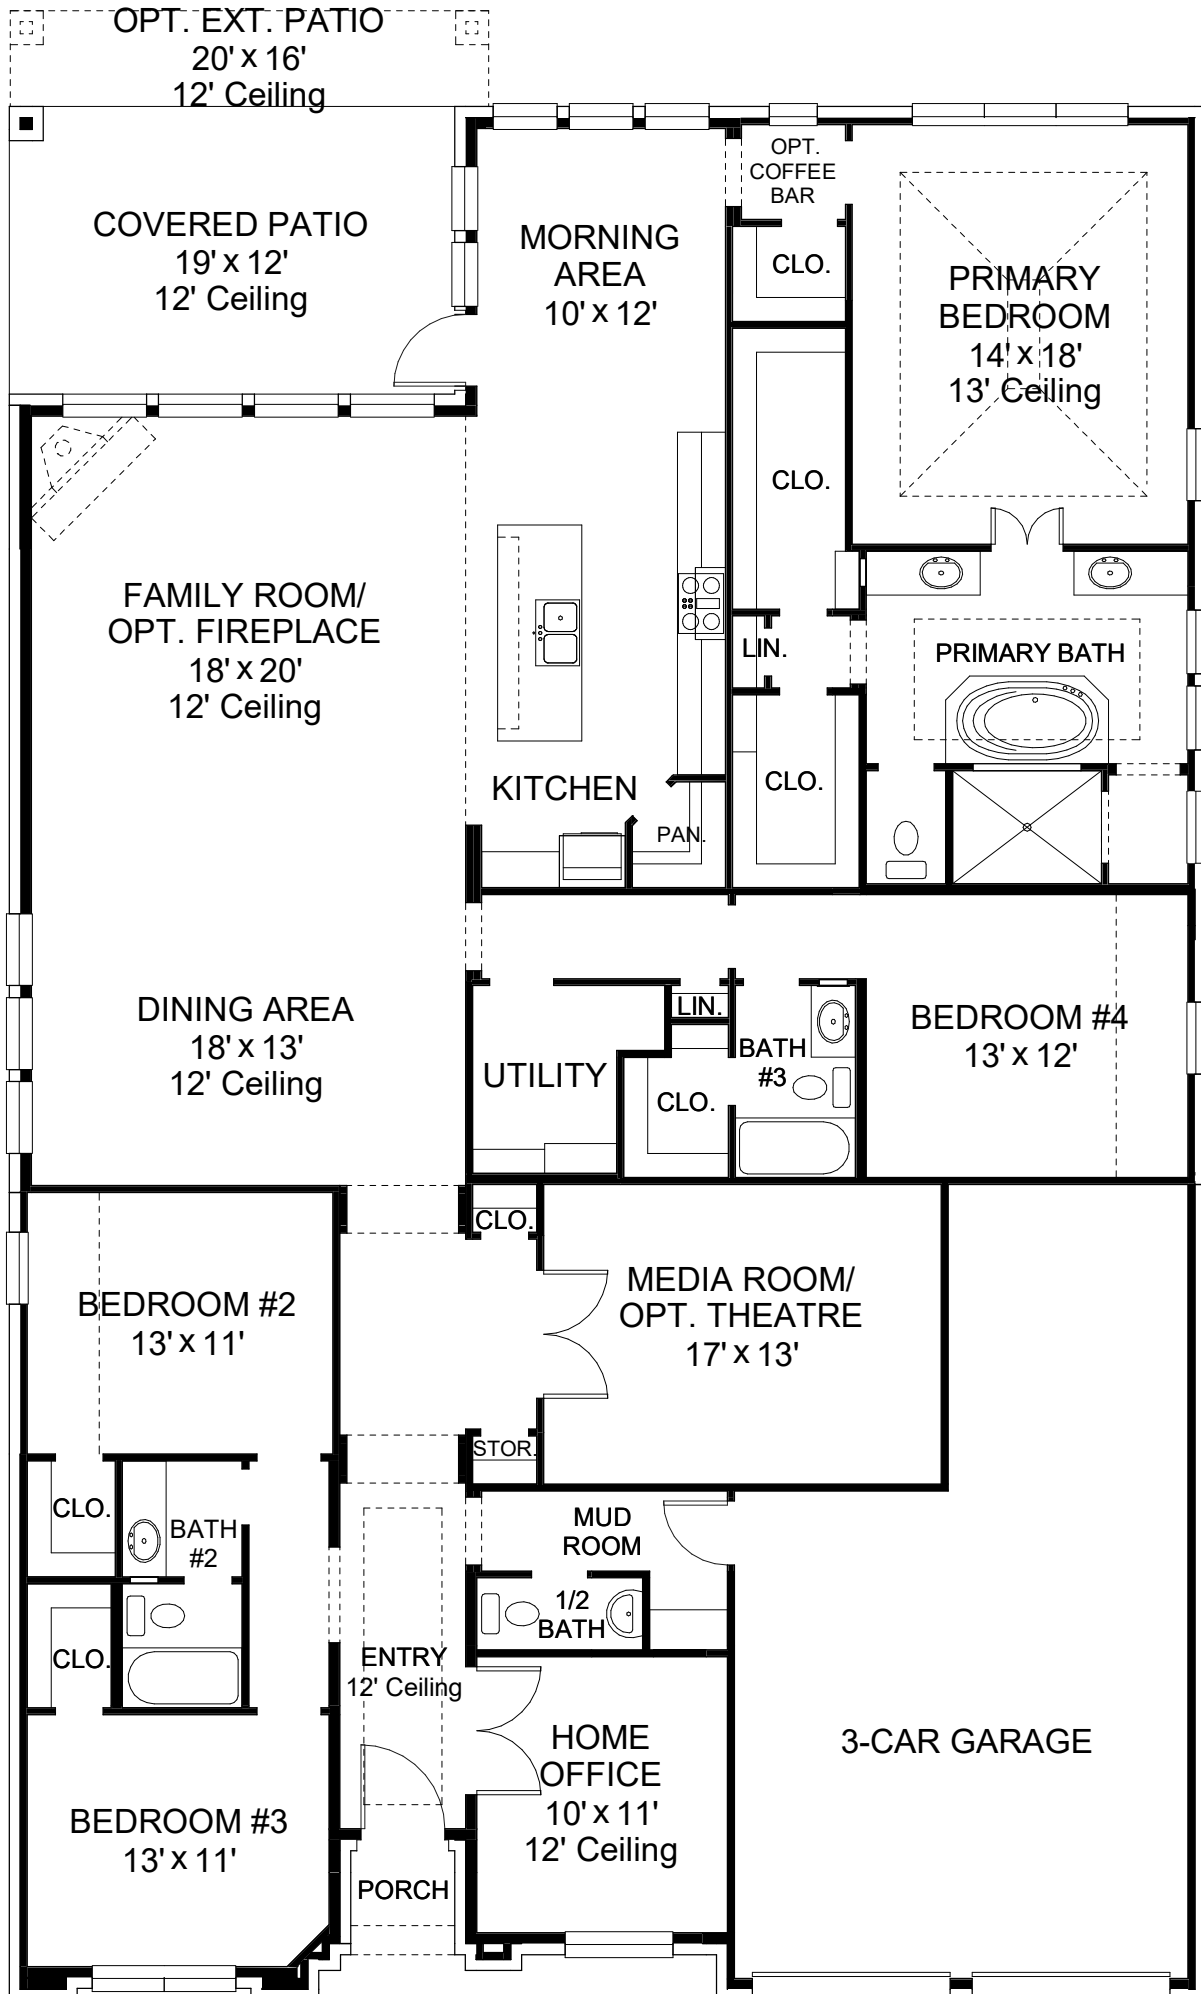 OPT. EXT. PATIO
20' x 16'
12' Ceiling
COVERED PATIO
19' x 12'
12' Ceiling
MORNING
AREA
10' x 12'
OPT.
COFFEE
BAR
CLO.
PRIMARY
BEDROOM
14' x 18'
13' Ceiling
CLO.
FAMILY ROOM/
OPT. FIREPLACE
18' x 20'
12' Ceiling
LIN.
PRIMARY BATH
KITCHEN
PAN.
CLO.
DINING AREA
18' x 13'
12' Ceiling
UTILITY
LIN.
CLO.
BATH
#3
BEDROOM #4
13' x 12'
BEDROOM #2
13' x 11'
CLO.
MEDIA ROOM/
OPT. THEATRE
17' x 13'
STOR.
CLO.
BATH
#2
MUD
ROOM
1/2
BATH
CLO.
ENTRY
12' Ceiling
HOME
OFFICE
10' x 11'
12' Ceiling
3-CAR GARAGE
BEDROOM #3
13' x 11'
PORCH